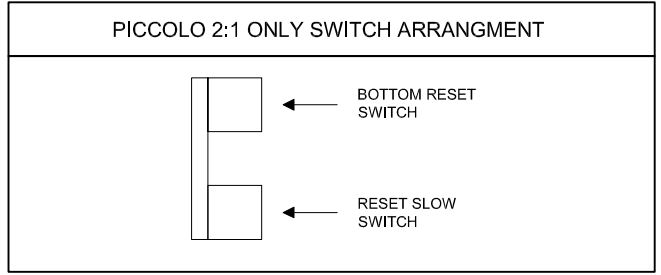 PICCOLO 2:1 ONLY SWITCH ARRANGMENT
BOTTOM RESET
SWITCH
RESET SLOW
SWITCH